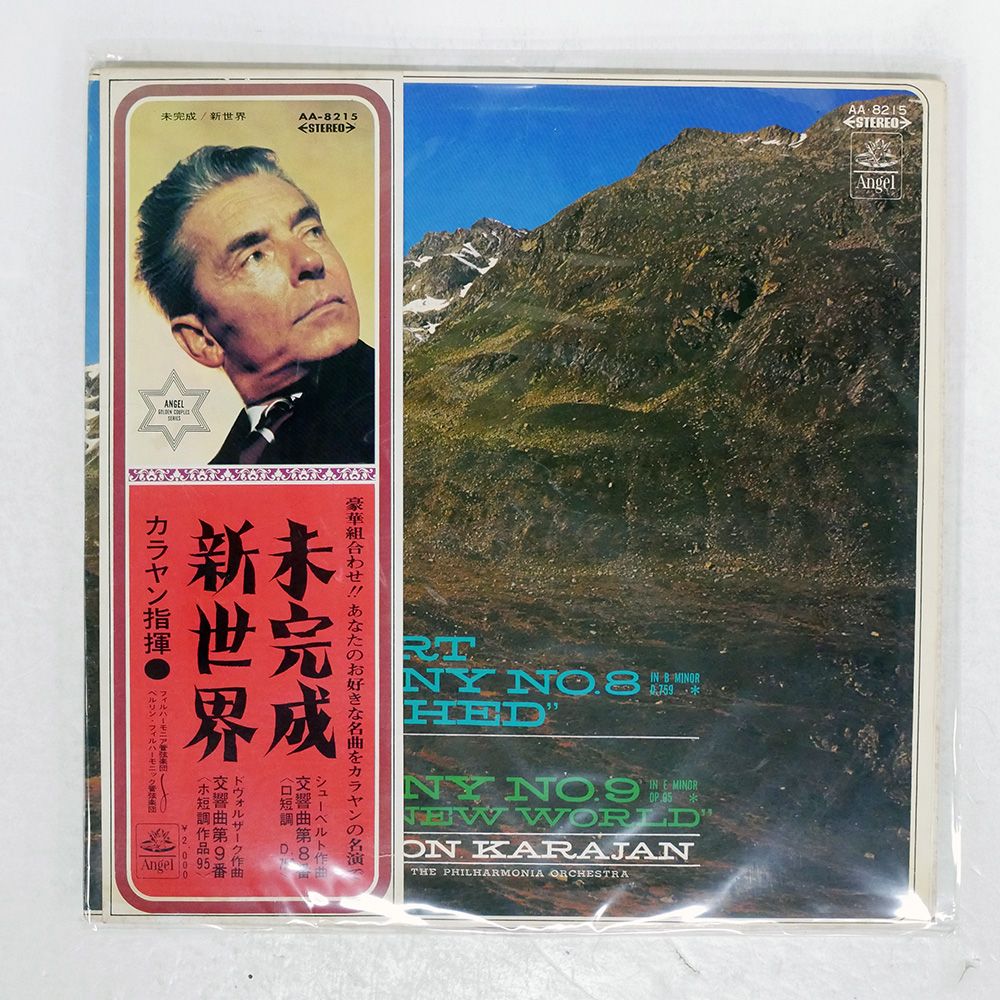 未完成/新世界
AA-8215
STEREO
ANGEL
GOLDEN COUPLES
SERIES
豪華組合わせ!! あなたのお好きな名曲をカラヤンの名演で
未完成
新世界
カラヤン指揮●
フィルハーモニア管弦楽団
ベルリン・フィルハーモニック管弦楽団
シューベルト作曲
交響曲第8番
〈ロ短調 D.
ドヴォルザーク作曲
交響曲第9番
〈ホ短調作品95〉
Angel
¥2,000
AA-8215
STEREO
Angel
RT
NY NO.8 IN B MINOR
D.759 *
HED"
NY NO.9 IN E MINOR
OP.95 *
NEW WORLD"
ON KARAJAN
THE PHILHARMONIA ORCHESTRA